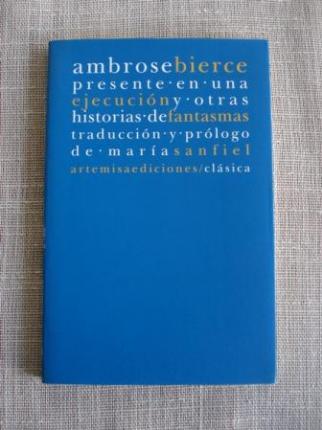 ambrosebierce
presente·en·una
ejecucióny·otras
historias·defantasmas
traducción·y·prólogo
de·maríasanfiel
artemisaediciones/clásica